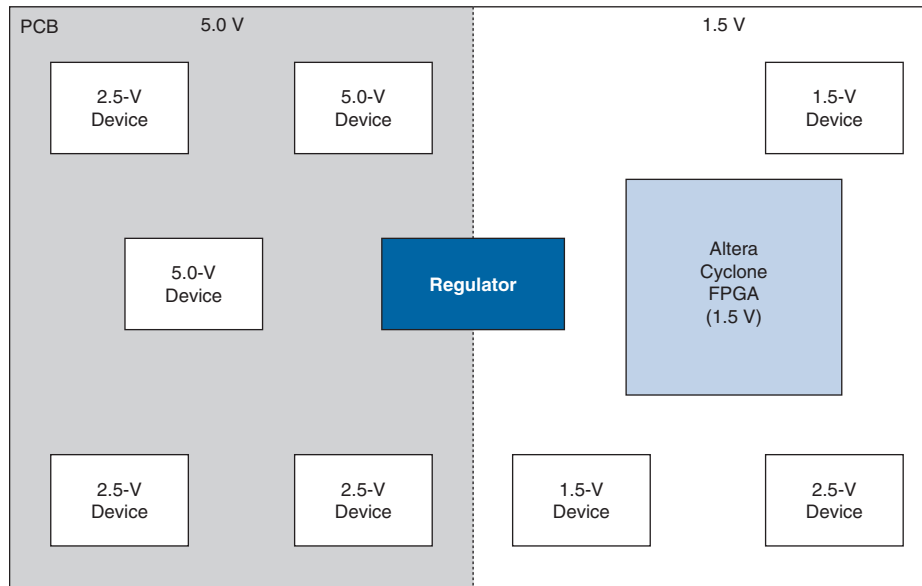 PCB
5.0 V
1.5 V
2.5-V
Device
5.0-V
Device
1.5-V
Device
5.0-V
Device
Regulator
Altera
Cyclone
FPGA
(1.5 V)
2.5-V
Device
2.5-V
Device
1.5-V
Device
2.5-V
Device